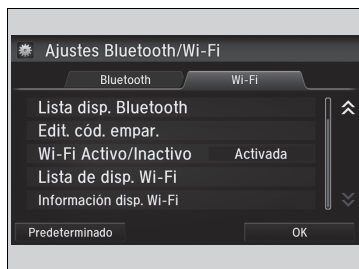 Ajustes Bluetooth/Wi-Fi
Bluetooth Wi-Fi
Lista disp. Bluetooth
Edit. cód. empar.
Wi-Fi Activo/Inactivo Activada
Lista de disp. Wi-Fi
Información disp. Wi-Fi
Predeterminado OK